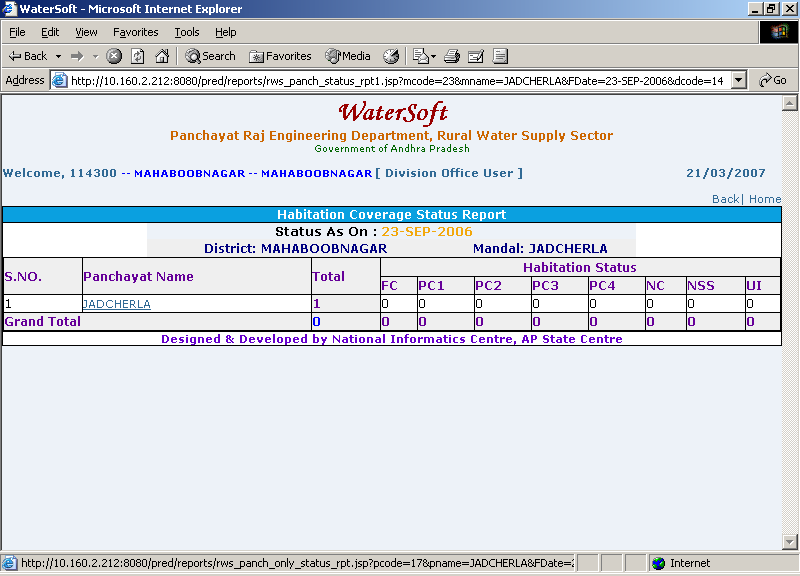 WaterSoft - Microsoft Internet Explorer
File Edit View Favorites Tools Help
Back Search Favorites Media
Address http://10.160.2.212:8080/pred/reports/rws_panch_status_rpt1.jsp?mcode=23&mname=JADCHERLA&FDate=23-SEP-2006&dcode=14 Go
WaterSoft
Panchayat Raj Engineering Department, Rural Water Supply Sector
Government of Andhra Pradesh
Welcome, 114300 -- MAHABOOBNAGAR -- MAHABOOBNAGAR [ Division Office User ] 21/03/2007
Back| Home
Habitation Coverage Status Report
Status As On : 23-SEP-2006
District: MAHABOOBNAGAR Mandal: JADCHERLA
S.NO. Panchayat Name Total Habitation Status
FC PC1 PC2 PC3 PC4 NC NSS UI
1 JADCHERLA 1 0 0 0 0 0 0 0 0
Grand Total 0 0 0 0 0 0 0 0 0
Designed & Developed by National Informatics Centre, AP State Centre
http://10.160.2.212:8080/pred/reports/rws_panch_only_status_rpt.jsp?pcode=17&pname=JADCHERLA&FDate=2 Internet